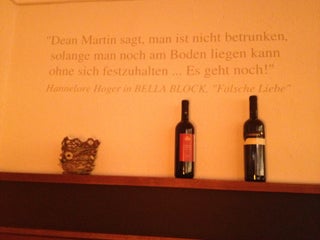 "Dean Martin sagt, man ist nicht betrunken,
solange man noch am Boden liegen kann
ohne sich festzuhalten ... Es geht noch!"
Hannelore Hoger in BELLA BLOCK, "Falsche Liebe"